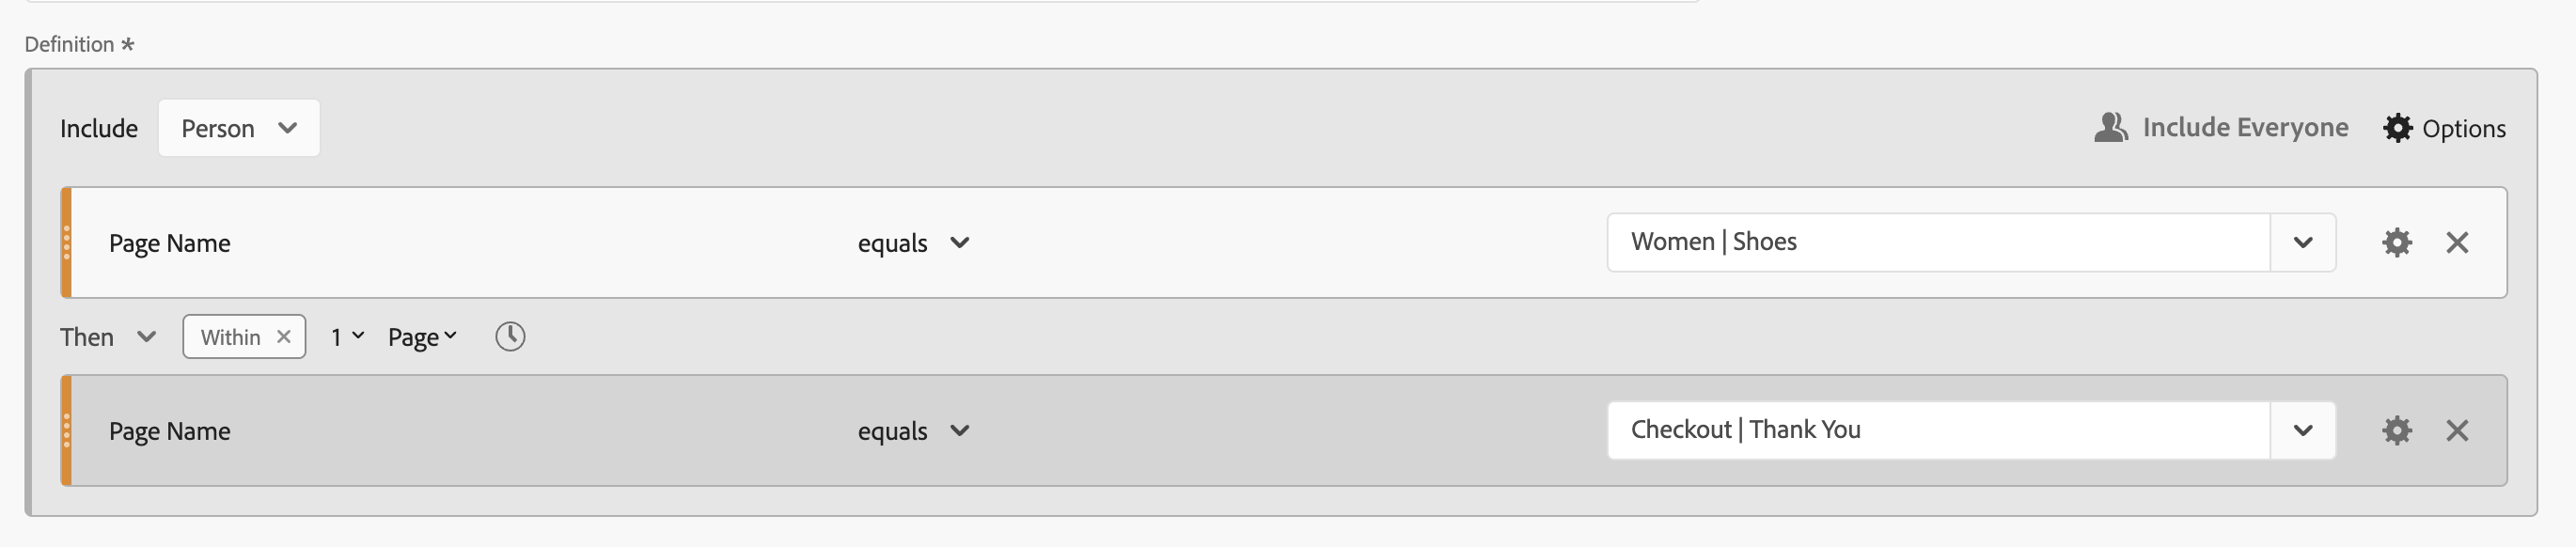 Definition *
Include Person Include Everyone Options
Page Name equals Women | Shoes
Then Within 1 Page
Page Name equals Checkout | Thank You